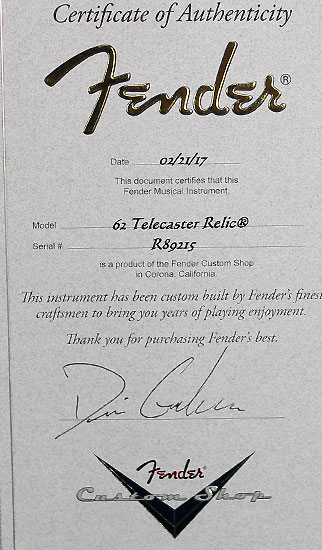 Certificate of Authenticity
Fender®
Date 02/21/17
This document certifies that this
Fender Musical Instrument.
Model 62 Telecaster Relic®
Serial # R89215
is a product of the Fender Custom Shop
in Corona, California.
This instrument has been custom built by Fender's finest
craftsmen to bring you years of playing enjoyment.
Thank you for purchasing Fender's best.
Fender®
Custom Shop